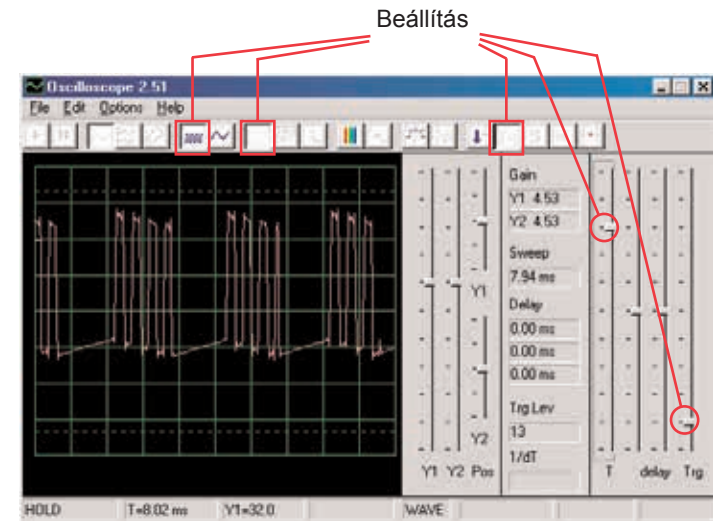 Beállítás
Oscilloscope 2.51
File Edit Options Help
Gain
Y1 4.53
Y2 4.53
Sweep
7.94 ms
Y1
Delay
0.00 ms
0.00 ms
0.00 ms
Trg Lev
13
Y2
1/dT
Y1 Y2 Pos
T delay Trg
HOLD T=8.02 ms Y1=32.0 WAVE